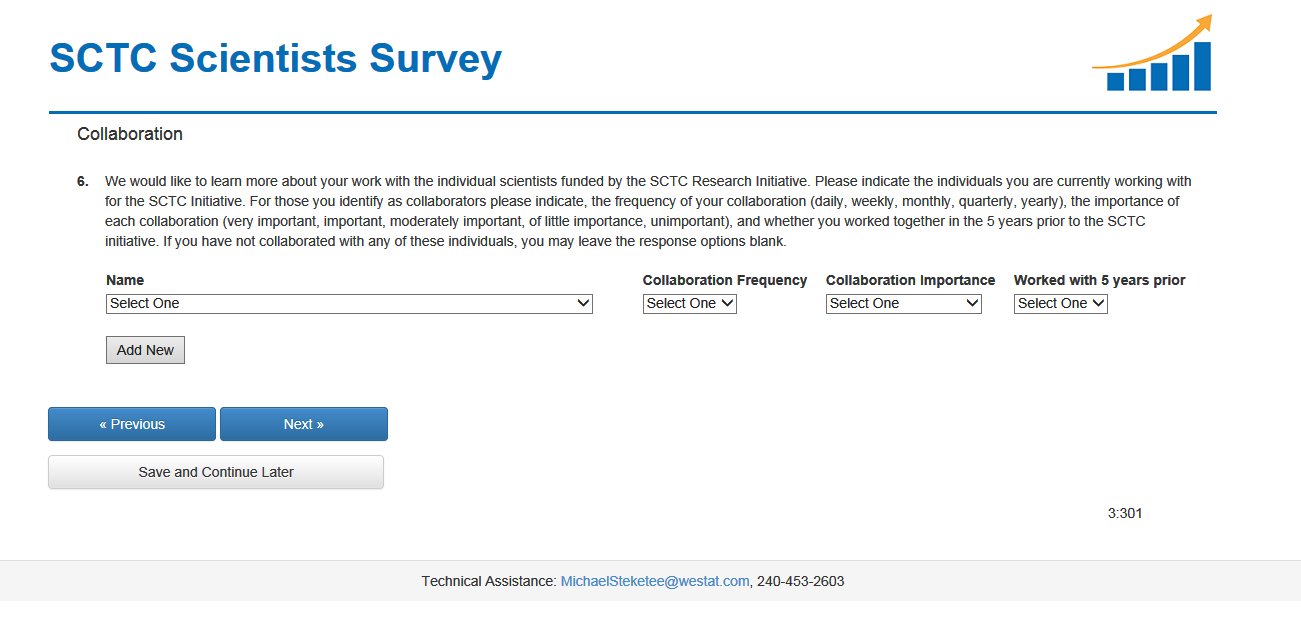 SCTC Scientists Survey
Collaboration
6. We would like to learn more about your work with the individual scientists funded by the SCTC Research Initiative. Please indicate the individuals you are currently working with
for the SCTC Initiative. For those you identify as collaborators please indicate, the frequency of your collaboration (daily, weekly, monthly, quarterly, yearly), the importance of
each collaboration (very important, important, moderately important, of little importance, unimportant), and whether you worked together in the 5 years prior to the SCTC
initiative. If you have not collaborated with any of these individuals, you may leave the response options blank.
Name Collaboration Frequency Collaboration Importance Worked with 5 years prior
Select One Select One Select One Select One
Add New
« Previous Next »
Save and Continue Later
3:301
Technical Assistance: MichaelSteketee@westat.com, 240-453-2603